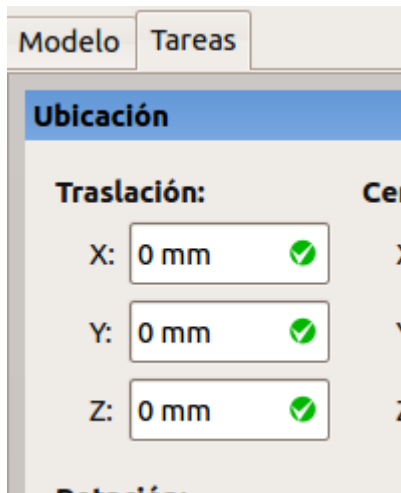 Modelo Tareas
Ubicación
Traslación:
X: 0 mm
Y: 0 mm
Z: 0 mm